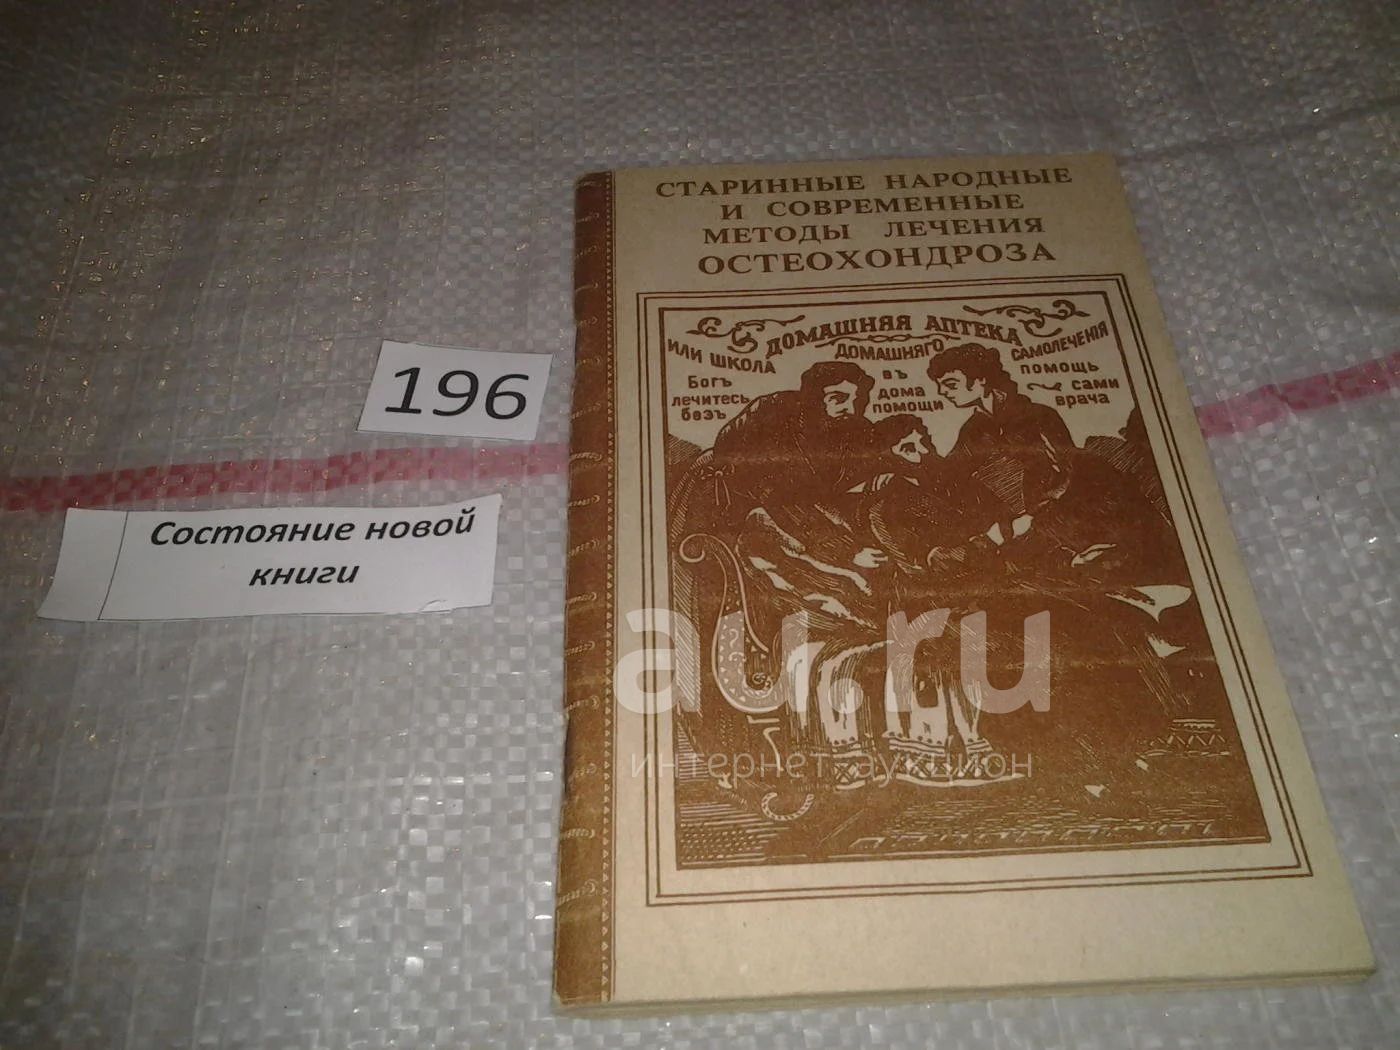 СТАРИННЫЕ НАРОДНЫЕ
И СОВРЕМЕННЫЕ
МЕТОДЫ ЛЕЧЕНИЯ
ОСТЕОХОНДРОЗА
ДОМАШНЯЯ АПТЕКА
ИЛИ ШКОЛА ДОМАШНЯГО САМОЛЕЧЕНІЯ
Богъ въ помощь
лечитесь дома сами
безъ помощи врача
196
Состояние новой
книги
au.ru
интернет аукцион